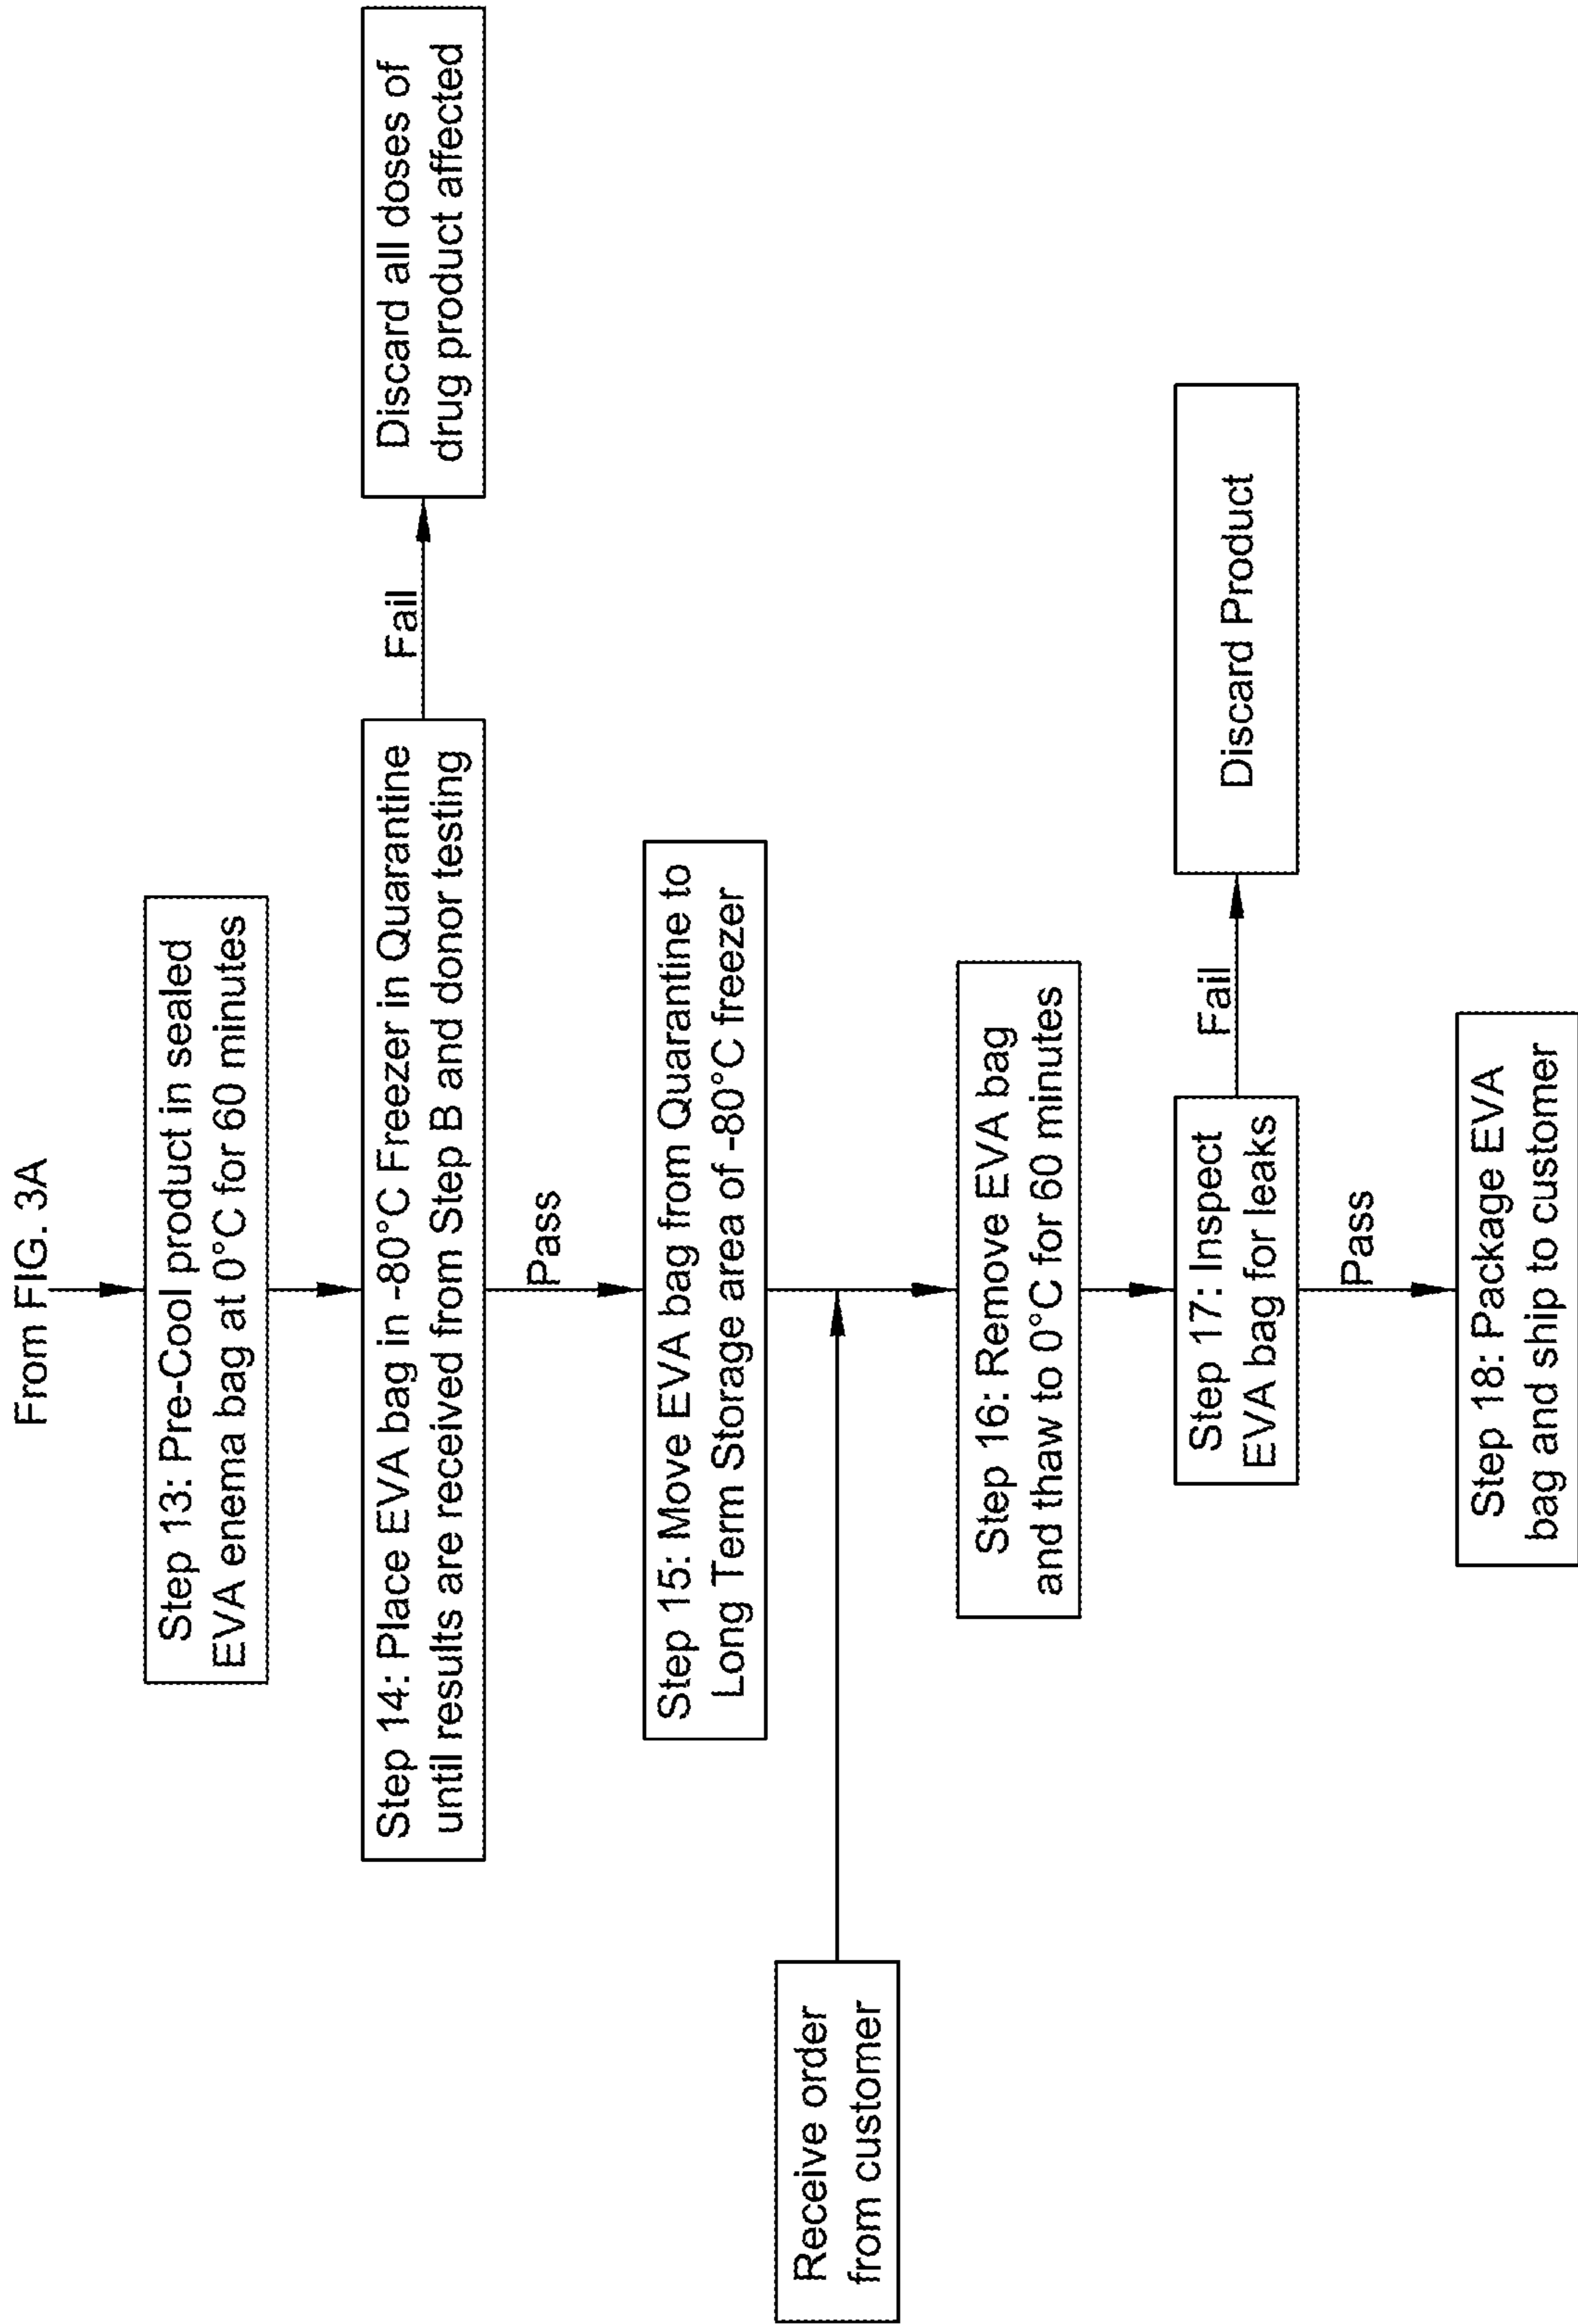 From FIG. 3A
Step 13: Pre-Cool product in sealed
EVA enema bag at 0°C for 60 minutes
Step 14: Place EVA bag in -80°C Freezer in Quarantine
until results are received from Step B and donor testing
Fail
Discard all doses of
drug product affected
Pass
Step 15: Move EVA bag from Quarantine to
Long Term Storage area of -80°C freezer
Receive order
from customer
Step 16: Remove EVA bag
and thaw to 0°C for 60 minutes
Step 17: Inspect
EVA bag for leaks
Fail
Discard Product
Pass
Step 18: Package EVA
bag and ship to customer